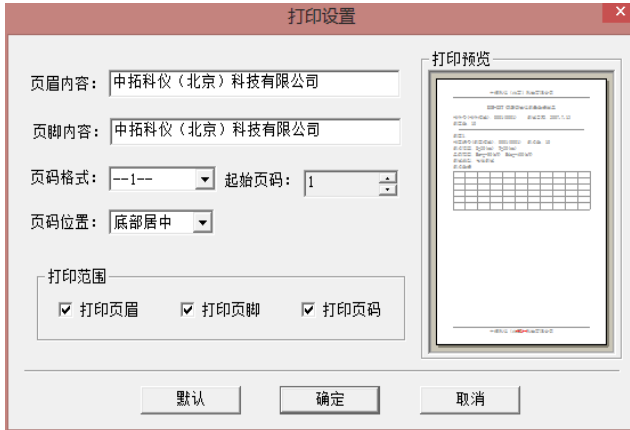 打印设置
页眉内容：中拓科仪（北京）科技有限公司
页脚内容：中拓科仪（北京）科技有限公司
页码格式：--1-- 起始页码：1
页码位置：底部居中
打印范围
打印页眉 打印页脚 打印页码
打印预览
默认 确定 取消